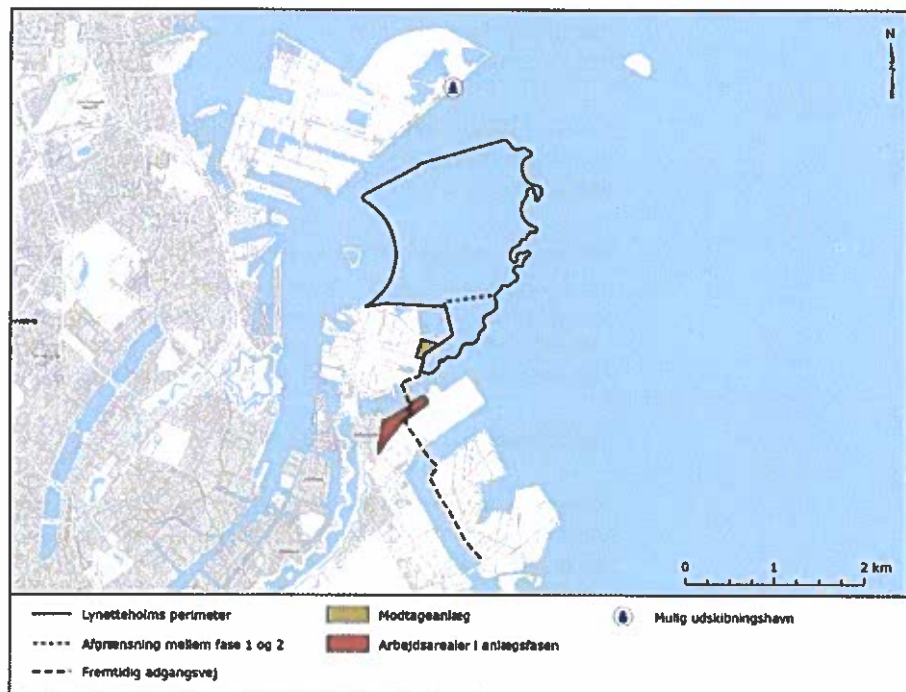 N
0 1 2 km
Lynetteholms perimeter
Afgrænsning mellem fase 1 og 2
Fremtidig adgangsvej
Modtageanlæg
Arbejdsarealer i anlægsfasen
Mulig udskibningshavn